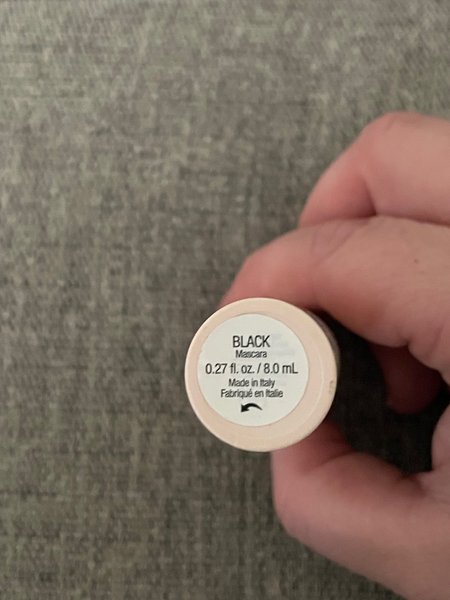 BLACK
Mascara
0.27 fl. oz. / 8.0 mL
Made in Italy
Fabriqué en Italie